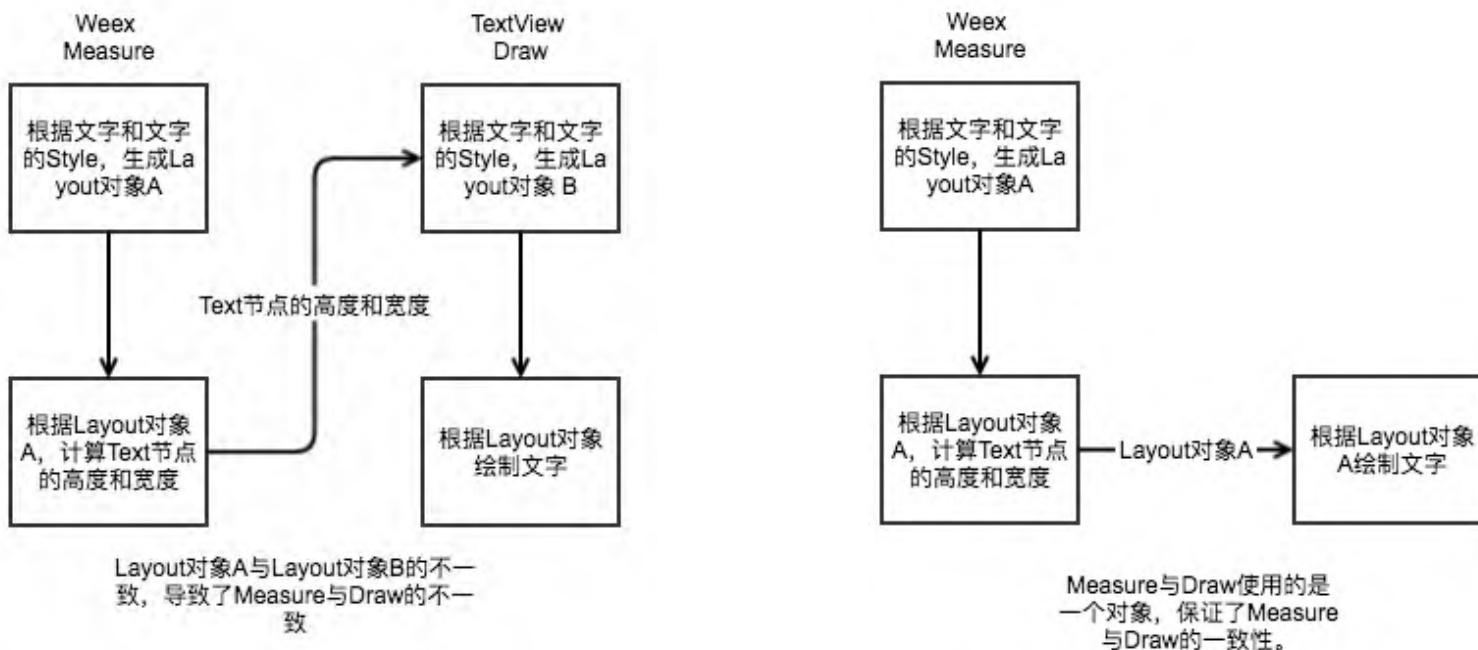 Weex
Measure
根据文字和文字
的Style，生成La
yout对象A
Text节点的高度和宽度
根据Layout对象
A，计算Text节点
的高度和宽度
TextView
Draw
根据文字和文字
的Style，生成La
yout对象 B
根据Layout对象
绘制文字
Layout对象A与Layout对象B的不一
致，导致了Measure与Draw的不一
致
Weex
Measure
根据文字和文字
的Style，生成La
yout对象A
根据Layout对象
A，计算Text节点
的高度和宽度
Layout对象A
根据Layout对象
A绘制文字
Measure与Draw使用的是
一个对象，保证了Measure
与Draw的一致性。